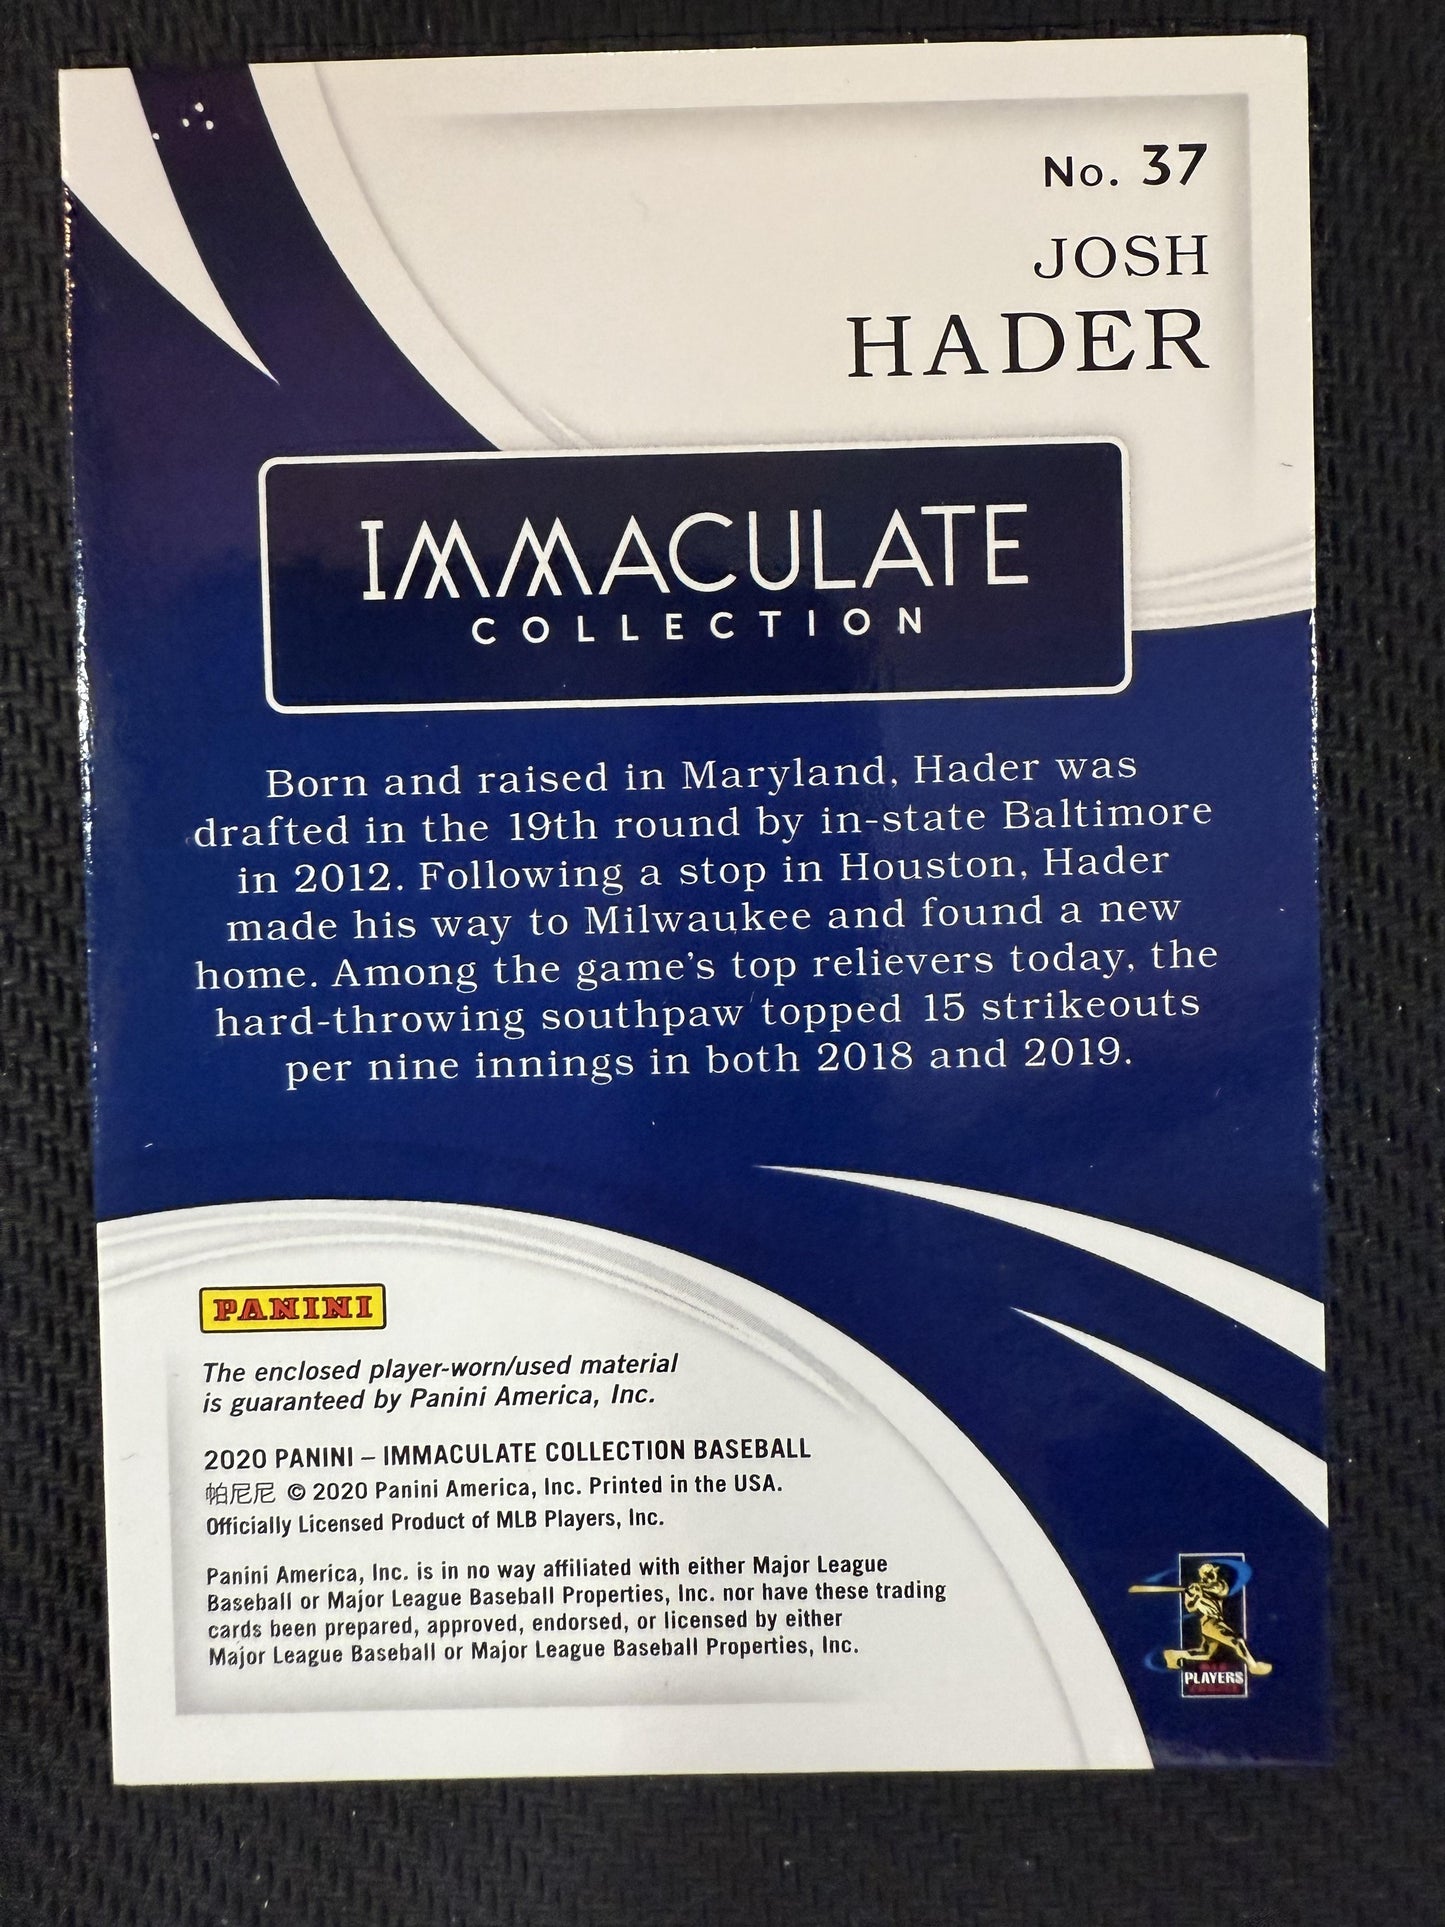 No. 37
JOSH
HADER
IMMACULATE
COLLECTION
Born and raised in Maryland, Hader was
drafted in the 19th round by in-state Baltimore
in 2012. Following a stop in Houston, Hader
made his way to Milwaukee and found a new
home. Among the game's top relievers today, the
hard-throwing southpaw topped 15 strikeouts
per nine innings in both 2018 and 2019.
PANINI
The enclosed player-worn/used material
is guaranteed by Panini America, Inc.
2020 PANINI – IMMACULATE COLLECTION BASEBALL
帕尼尼 © 2020 Panini America, Inc. Printed in the USA.
Officially Licensed Product of MLB Players, Inc.
Panini America, Inc. is in no way affiliated with either Major League
Baseball or Major League Baseball Properties, Inc. nor have these trading
cards been prepared, approved, endorsed, or licensed by either
Major League Baseball or Major League Baseball Properties, Inc.
PLAYERS